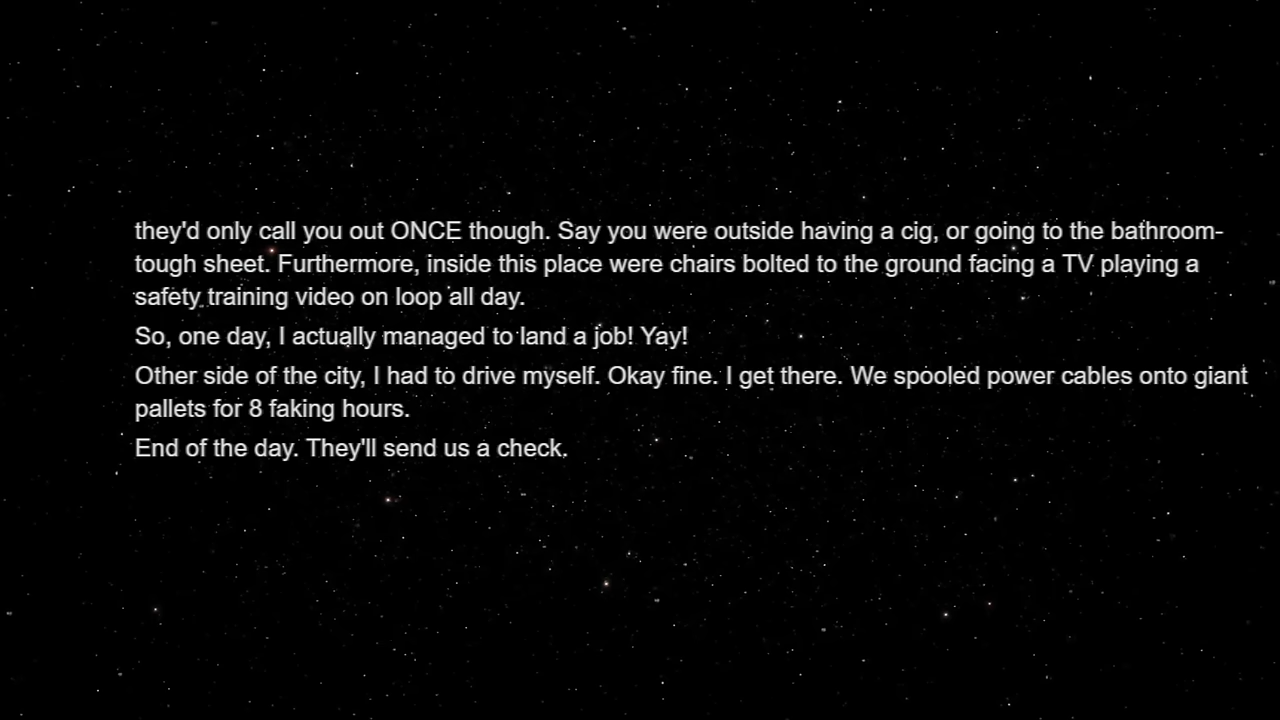 they'd only call you out ONCE though. Say you were outside having a cig, or going to the bathroom-
tough sheet. Furthermore, inside this place were chairs bolted to the ground facing a TV playing a
safety training video on loop all day.
So, one day, I actually managed to land a job! Yay!
Other side of the city, I had to drive myself. Okay fine. I get there. We spooled power cables onto giant
pallets for 8 faking hours.
End of the day. They'll send us a check.